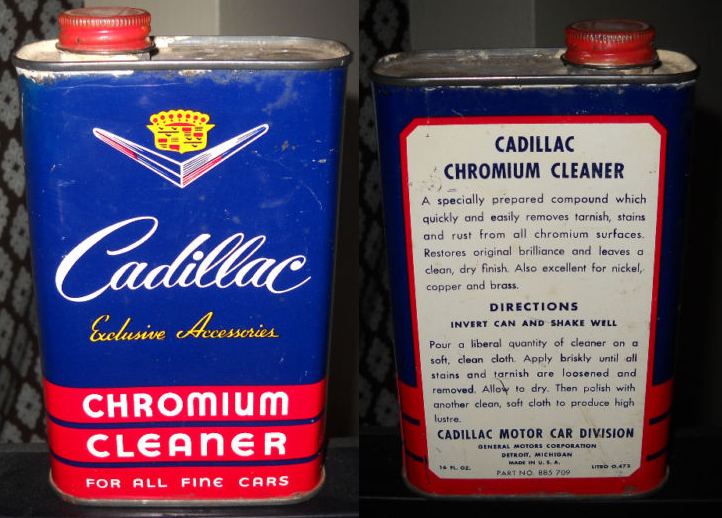 Cadillac
Exclusive Accessories
CHROMIUM
CLEANER
FOR ALL FINE CARS
CADILLAC
CHROMIUM CLEANER
A specially prepared compound which
quickly and easily removes tarnish, stains
and rust from all chromium surfaces.
Restores original brilliance and leaves a
clean, dry finish. Also excellent for nickel,
copper and brass.
DIRECTIONS
INVERT CAN AND SHAKE WELL
Pour a liberal quantity of cleaner on a
soft, clean cloth. Apply briskly until all
stains and tarnish are loosened and
removed. Allow to dry. Then polish with
another clean, soft cloth to produce high
lustre.
CADILLAC MOTOR CAR DIVISION
GENERAL MOTORS CORPORATION
DETROIT, MICHIGAN
MADE IN U. S. A.
16 FL. OZ. PART NO. 885 709 LITRO 0.473